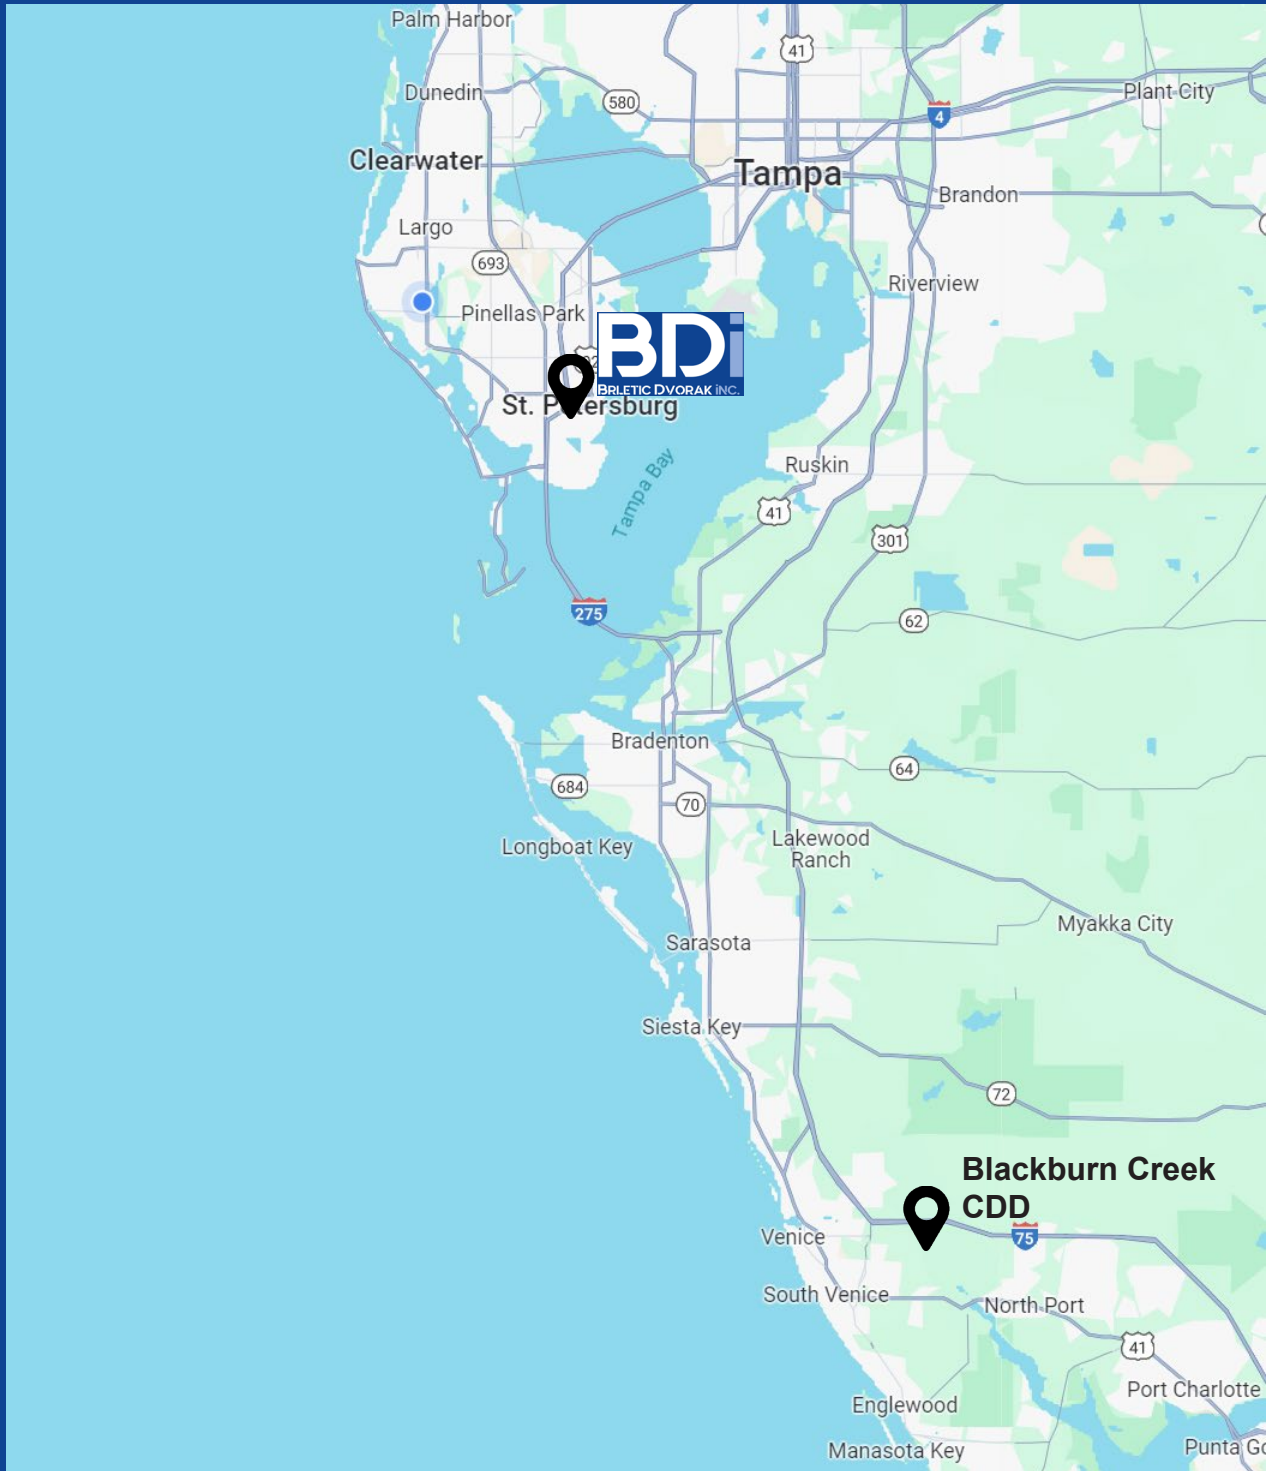 Palm Harbor
41
Dunedin
580
Plant City
4
Clearwater
Tampa
Brandon
Largo
693
Riverview
Pinellas Park
BDi
BRLETIC DVORAK INC.
St. Petersburg
Ruskin
Tampa Bay
41
301
275
62
Bradenton
64
684
70
Longboat Key
Lakewood
Ranch
Myakka City
Sarasota
Siesta Key
72
Blackburn Creek
CDD
Venice
75
South Venice
North Port
41
Port Charlotte
Englewood
Manasota Key
Punta Go